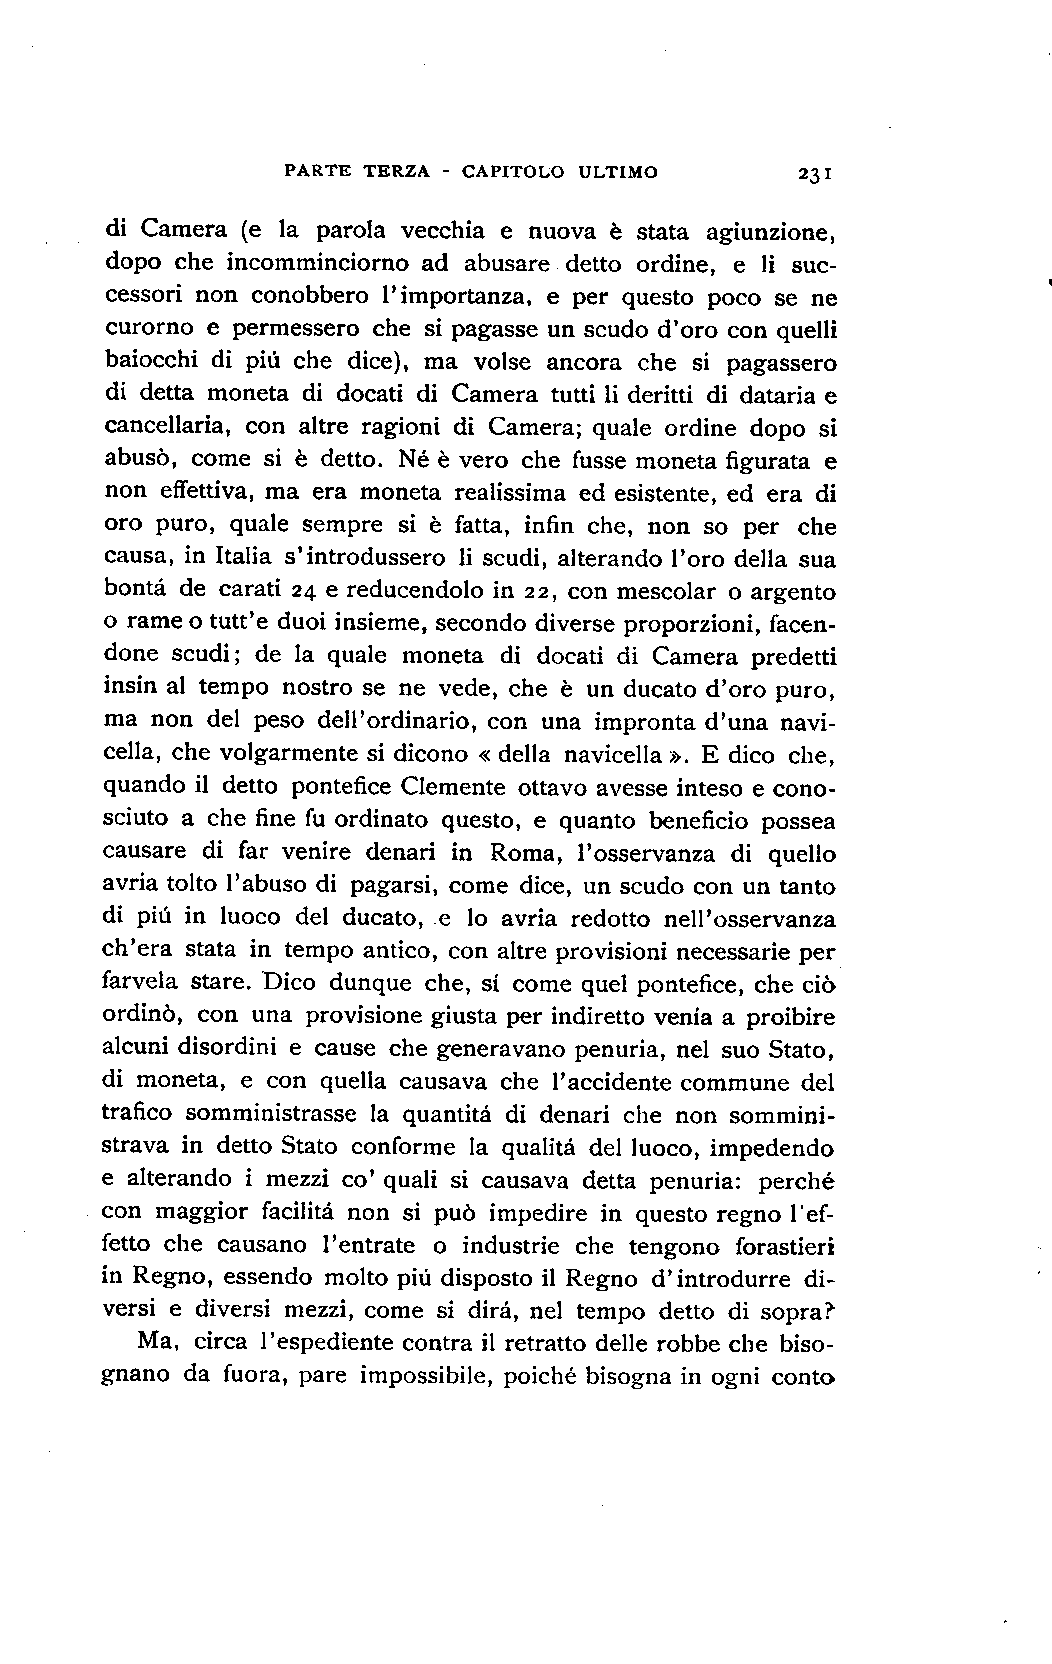 PARTE TERZA - CAPITOLO ULTIMO 231
di Camera (e la parola vecchia e nuova è stata agiunzione,
dopo che incomminciorno ad abusare detto ordine, e li suc-
cessori non conobbero l'importanza, e per questo poco se ne
curorno e permessero che si pagasse un scudo d'oro con quelli
baiocchi di piú che dice), ma volse ancora che si pagassero
di detta moneta di docati di Camera tutti li deritti di dataria e
cancellaria, con altre ragioni di Camera; quale ordine dopo si
abusò, come si è detto. Né è vero che fusse moneta figurata e
non effettiva, ma era moneta realissima ed esistente, ed era di
oro puro, quale sempre si è fatta, infin che, non so per che
causa, in Italia s'introdussero li scudi, alterando l'oro della sua
bontá de carati 24 e reducendolo in 22, con mescolar o argento
o rame o tutt'e duoi insieme, secondo diverse proporzioni, facen-
done scudi; de la quale moneta di docati di Camera predetti
insin al tempo nostro se ne vede, che è un ducato d'oro puro,
ma non del peso dell'ordinario, con una impronta d'una navi-
cella, che volgarmente si dicono « della navicella ». E dico che,
quando il detto pontefice Clemente ottavo avesse inteso e cono-
sciuto a che fine fu ordinato questo, e quanto beneficio possea
causare di far venire denari in Roma, l'osservanza di quello
avria tolto l'abuso di pagarsi, come dice, un scudo con un tanto
di piú in luoco del ducato, e lo avria redotto nell'osservanza
ch'era stata in tempo antico, con altre provisioni necessarie per
farvela stare. Dico dunque che, sí come quel pontefice, che ciò
ordinò, con una provisione giusta per indiretto venía a proibire
alcuni disordini e cause che generavano penuria, nel suo Stato,
di moneta, e con quella causava che l'accidente commune del
trafico somministrasse la quantitá di denari che non sommini-
strava in detto Stato conforme la qualitá del luoco, impedendo
e alterando i mezzi co' quali si causava detta penuria: perché
con maggior facilitá non si può impedire in questo regno l'ef-
fetto che causano l'entrate o industrie che tengono forastieri
in Regno, essendo molto piú disposto il Regno d'introdurre di-
versi e diversi mezzi, come si dirá, nel tempo detto di sopra?
Ma, circa l'espediente contra il retratto delle robbe che biso-
gnano da fuora, pare impossibile, poiché bisogna in ogni conto